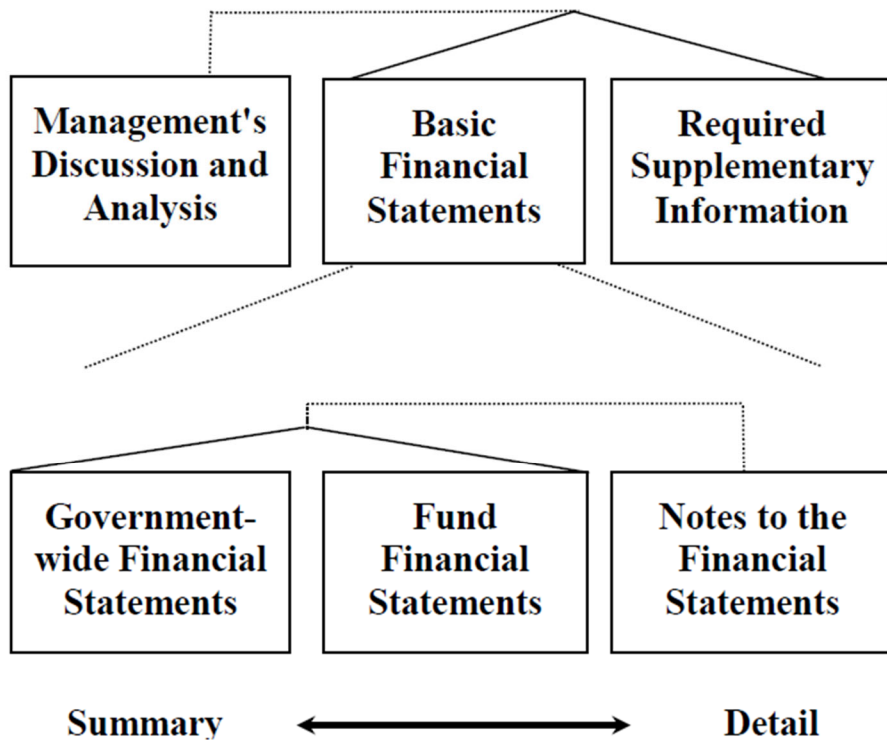 Management's
Discussion and
Analysis
Basic
Financial
Statements
Required
Supplementary
Information
Government-
wide Financial
Statements
Fund
Financial
Statements
Notes to the
Financial
Statements
Summary
Detail